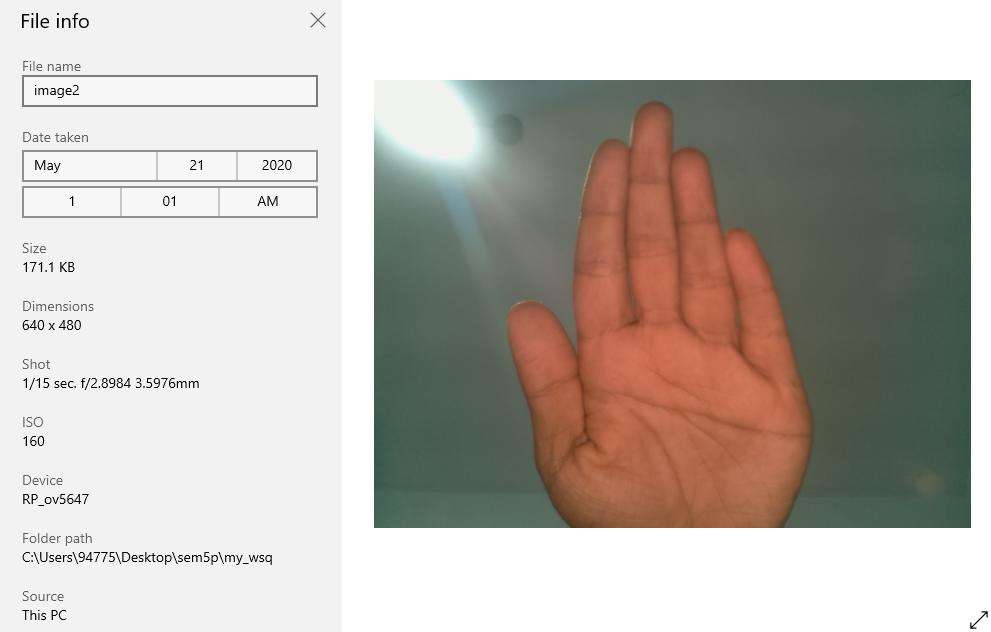 File info
File name
image2
Date taken
May 21 2020
1 01 AM
Size
171.1 KB
Dimensions
640 x 480
Shot
1/15 sec. f/2.8984 3.5976mm
ISO
160
Device
RP_ov5647
Folder path
C:\Users\94775\Desktop\sem5p\my_wsq
Source
This PC